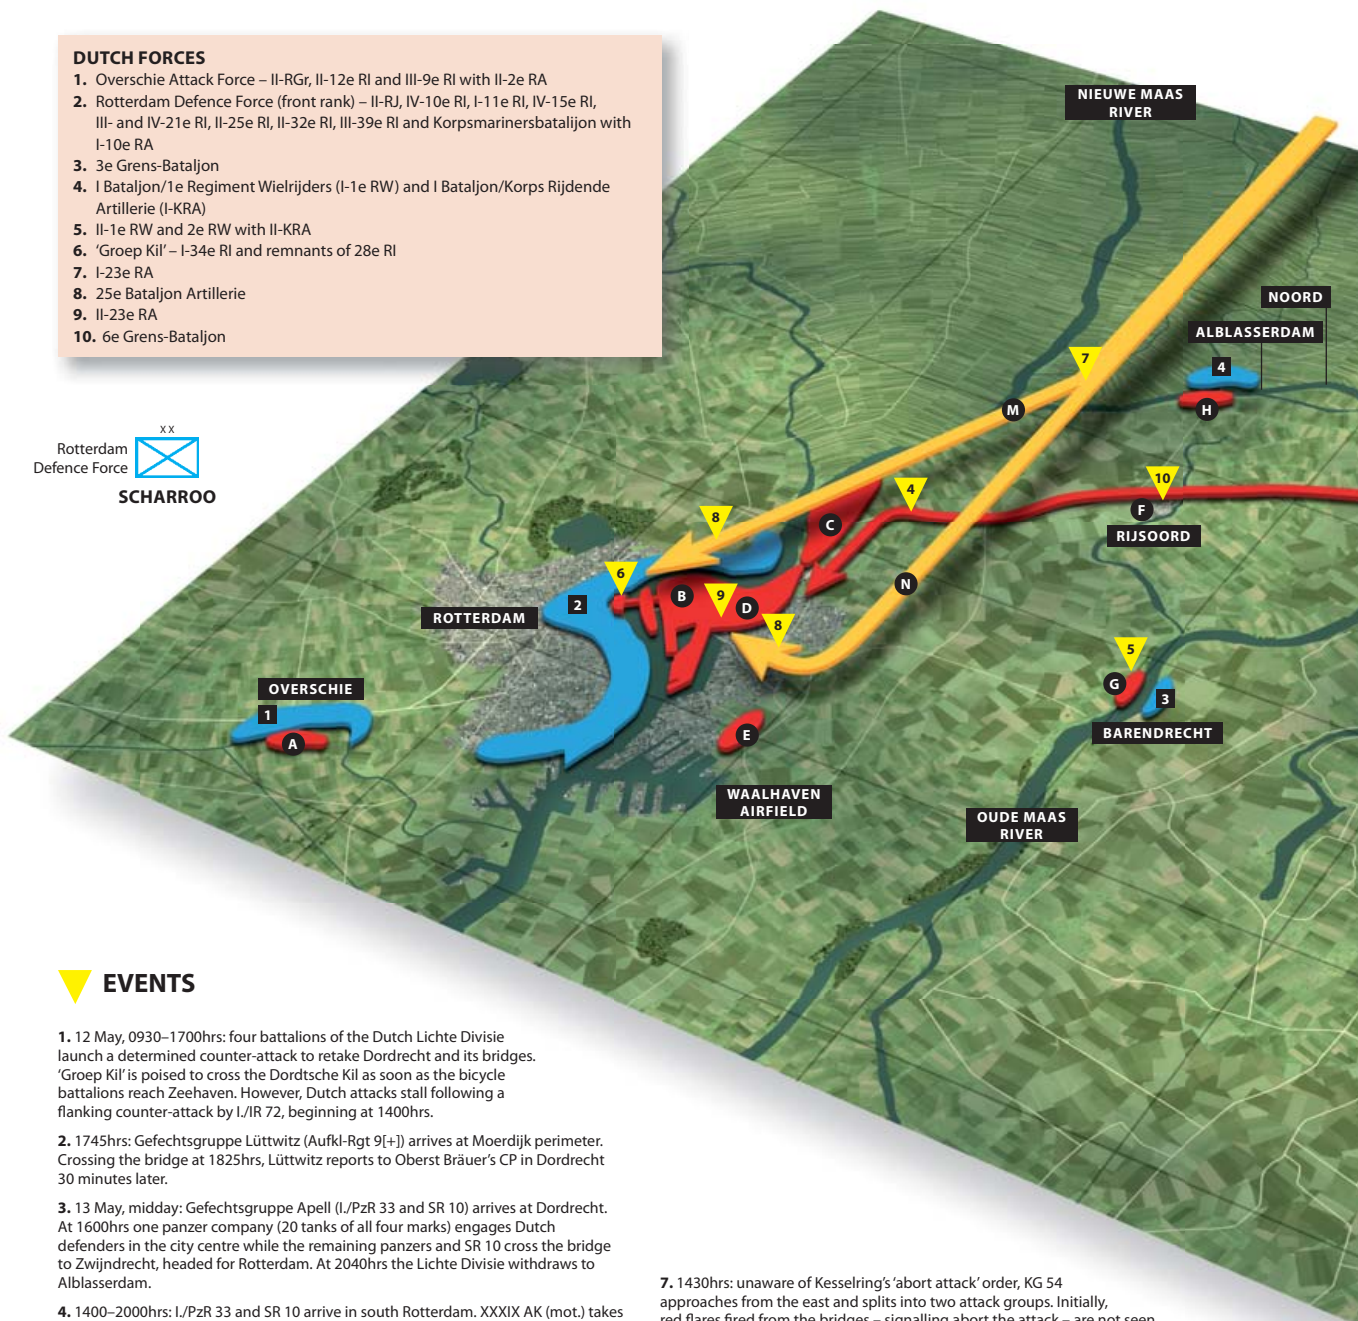 DUTCH FORCES
1. Overschie Attack Force – II-RGr, II-12e RI and III-9e RI with II-2e RA
2. Rotterdam Defence Force (front rank) – II-RJ, IV-10e RI, I-11e RI, IV-15e RI,
III- and IV-21e RI, II-25e RI, II-32e RI, III-39e RI and Korpsmarinersbatalijon with
I-10e RA
3. 3e Grens-Bataljon
4. I Bataljon/1e Regiment Wielrijders (I-1e RW) and I Bataljon/Korps Rijdende
Artillerie (I-KRA)
5. II-1e RW and 2e RW with II-KRA
6. ‘Groep Kil’ – I-34e RI and remnants of 28e RI
7. I-23e RA
8. 25e Bataljon Artillerie
9. II-23e RA
10. 6e Grens-Bataljon
NIEUWE MAAS
RIVER
NOORD
ALBLASSERDAM
7
4
M
H
xx
Rotterdam
Defence Force
SCHARROO
4
10
8
C
F
RIJSOORD
6
N
2
B
9
D
ROTTERDAM
8
5
OVERSCHIE
G
1
3
A
E
BARENDRECHT
WAALHAVEN
AIRFIELD
OUDE MAAS
RIVER
EVENTS
1. 12 May, 0930–1700hrs: four battalions of the Dutch Lichte Divisie
launch a determined counter-attack to retake Dordrecht and its bridges.
‘Groep Kil’ is poised to cross the Dordtsche Kil as soon as the bicycle
battalions reach Zeehaven. However, Dutch attacks stall following a
flanking counter-attack by I./IR 72, beginning at 1400hrs.
2. 1745hrs: Gefechtsgruppe Lüttwitz (Aufkl-Rgt 9[+]) arrives at Moerdijk perimeter.
Crossing the bridge at 1825hrs, Lüttwitz reports to Oberst Bräuer’s CP in Dordrecht
30 minutes later.
3. 13 May, midday: Gefechtsgruppe Apell (I./PzR 33 and SR 10) arrives at Dordrecht.
At 1600hrs one panzer company (20 tanks of all four marks) engages Dutch
defenders in the city centre while the remaining panzers and SR 10 cross the bridge
to Zwijndrecht, headed for Rotterdam. At 2040hrs the Lichte Divisie withdraws to
Alblasserdam.
4. 1400–2000hrs: I./PzR 33 and SR 10 arrive in south Rotterdam. XXXIX AK (mot.) takes
7. 1430hrs: unaware of Kesselring’s ‘abort attack’ order, KG 54
approaches from the east and splits into two attack groups. Initially,
red flares fired from the bridges – signalling abort the attack – are not seen